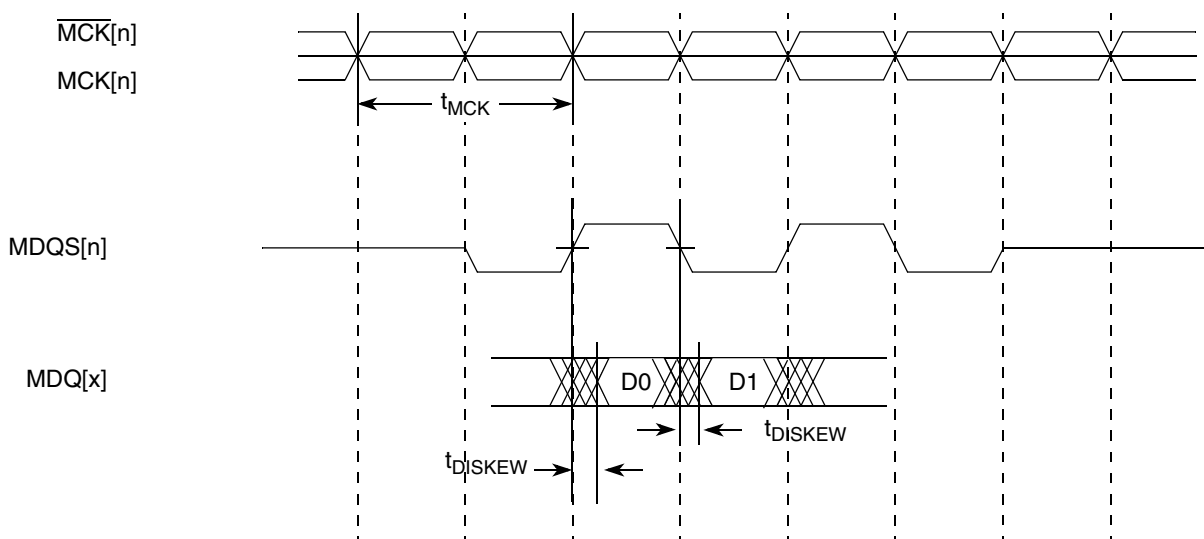 MCK[n]
MCK[n]
tMCK
MDQS[n]
MDQ[x]
D0
D1
tDISKEW
tDISKEW